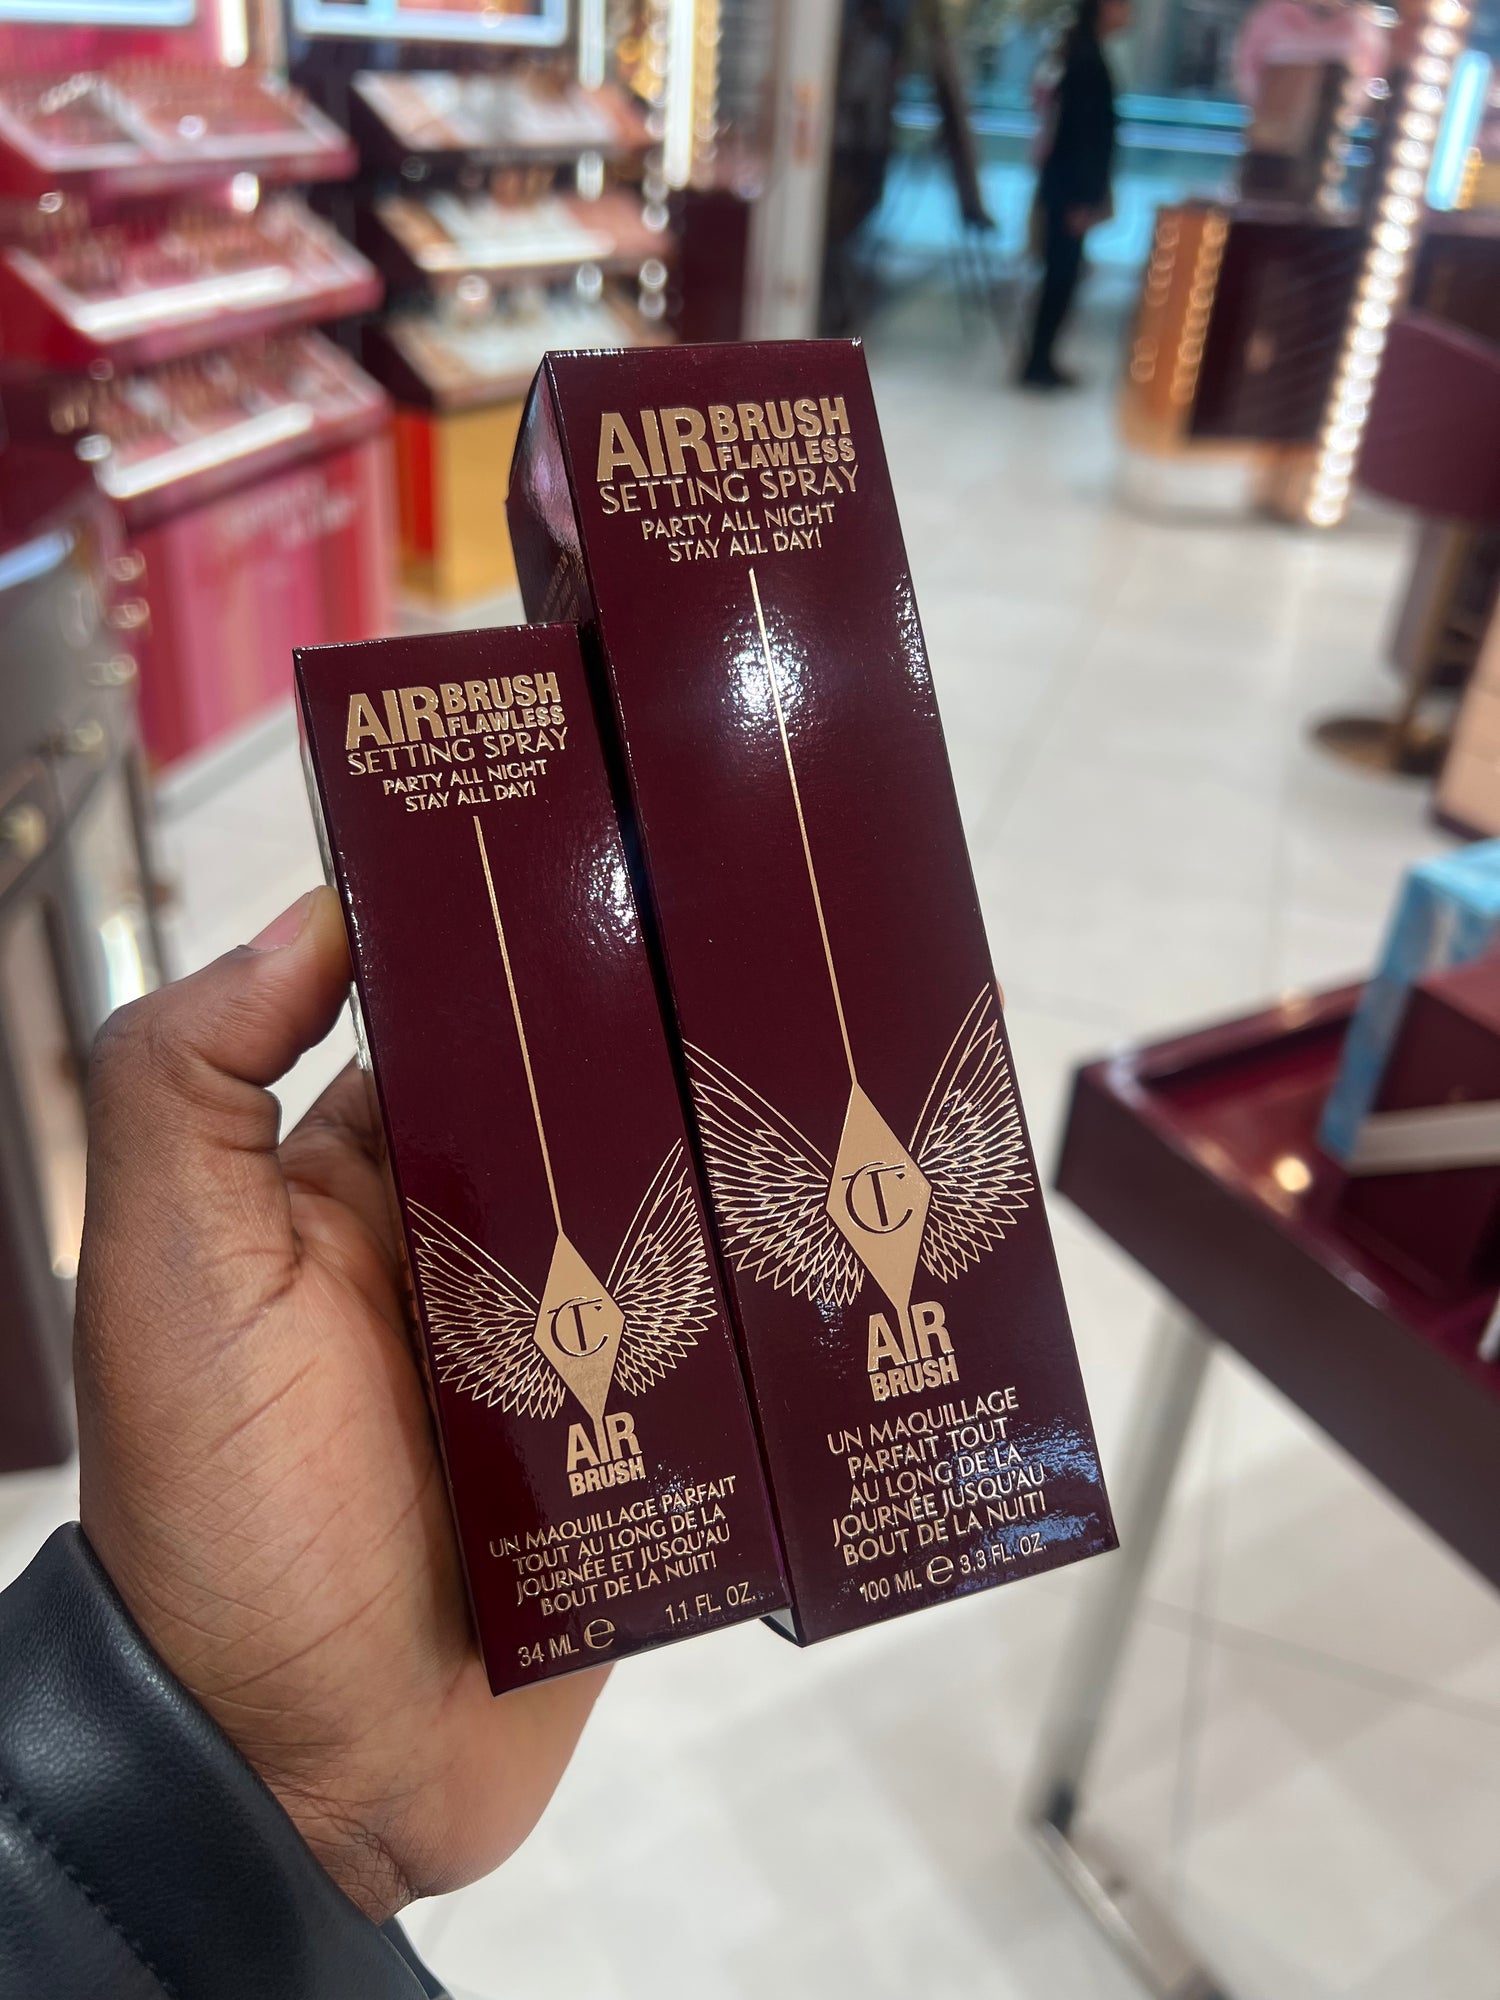 AIRBRUSH
FLAWLESS
SETTING SPRAY
PARTY ALL NIGHT
STAY ALL DAY!
CT
AIR
BRUSH
UN MAQUILLAGE PARFAIT
TOUT AU LONG DE LA
JOURNÉE ET JUSQU'AU
BOUT DE LA NUIT!
34 ML e 1.1 FL. OZ.
AIRBRUSH
FLAWLESS
SETTING SPRAY
PARTY ALL NIGHT
STAY ALL DAY!
CT
AIR
BRUSH
UN MAQUILLAGE
PARFAIT TOUT
AU LONG DE LA
JOURNÉE JUSQU'AU
BOUT DE LA NUIT!
100 ML e 3.3 FL. OZ.